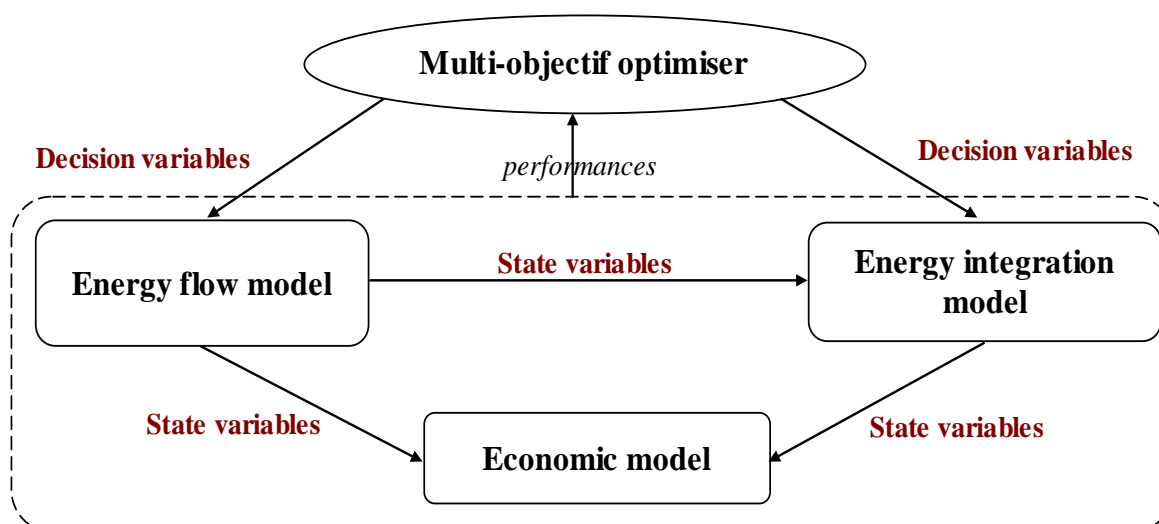 Multi-objectif optimiser
Decision variables
performances
Decision variables
Energy flow model
State variables
Energy integration
model
State variables
Economic model
State variables